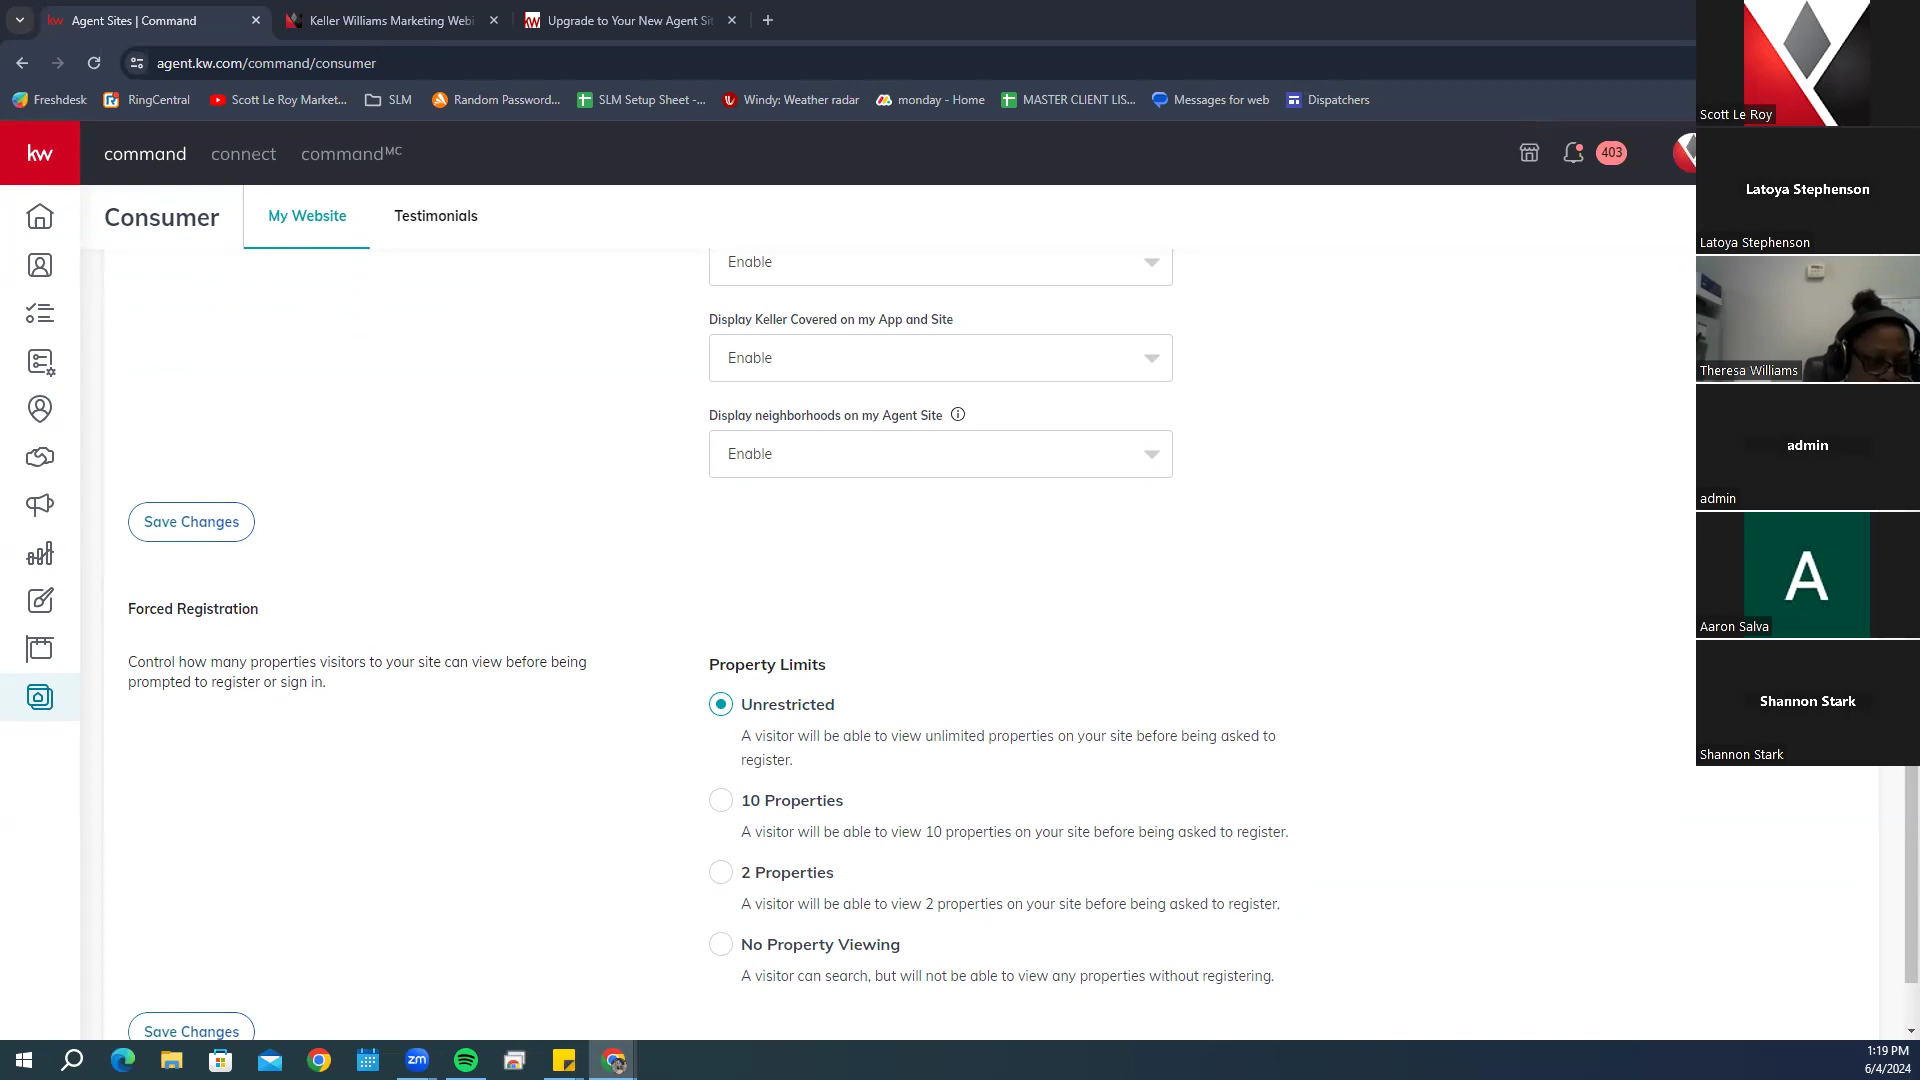 Agent Sites | Command
Keller Williams Marketing Webi
Upgrade to Your New Agent Sit
agent.kw.com/command/consumer
Freshdesk
RingCentral
Scott Le Roy Market...
SLM
Random Password...
SLM Setup Sheet -...
Windy: Weather radar
monday - Home
MASTER CLIENT LIS...
Messages for web
Dispatchers
kw
command
connect
commandMC
403
Consumer
My Website
Testimonials
Enable
Display Keller Covered on my App and Site
Enable
Display neighborhoods on my Agent Site
Enable
Save Changes
Forced Registration
Control how many properties visitors to your site can view before being
prompted to register or sign in.
Property Limits
Unrestricted
A visitor will be able to view unlimited properties on your site before being asked to
register.
10 Properties
A visitor will be able to view 10 properties on your site before being asked to register.
2 Properties
A visitor will be able to view 2 properties on your site before being asked to register.
No Property Viewing
A visitor can search, but will not be able to view any properties without registering.
Save Changes
Scott Le Roy
Latoya Stephenson
Latoya Stephenson
Theresa Williams
admin
admin
A
Aaron Salva
Shannon Stark
Shannon Stark
zm
1:19 PM
6/4/2024